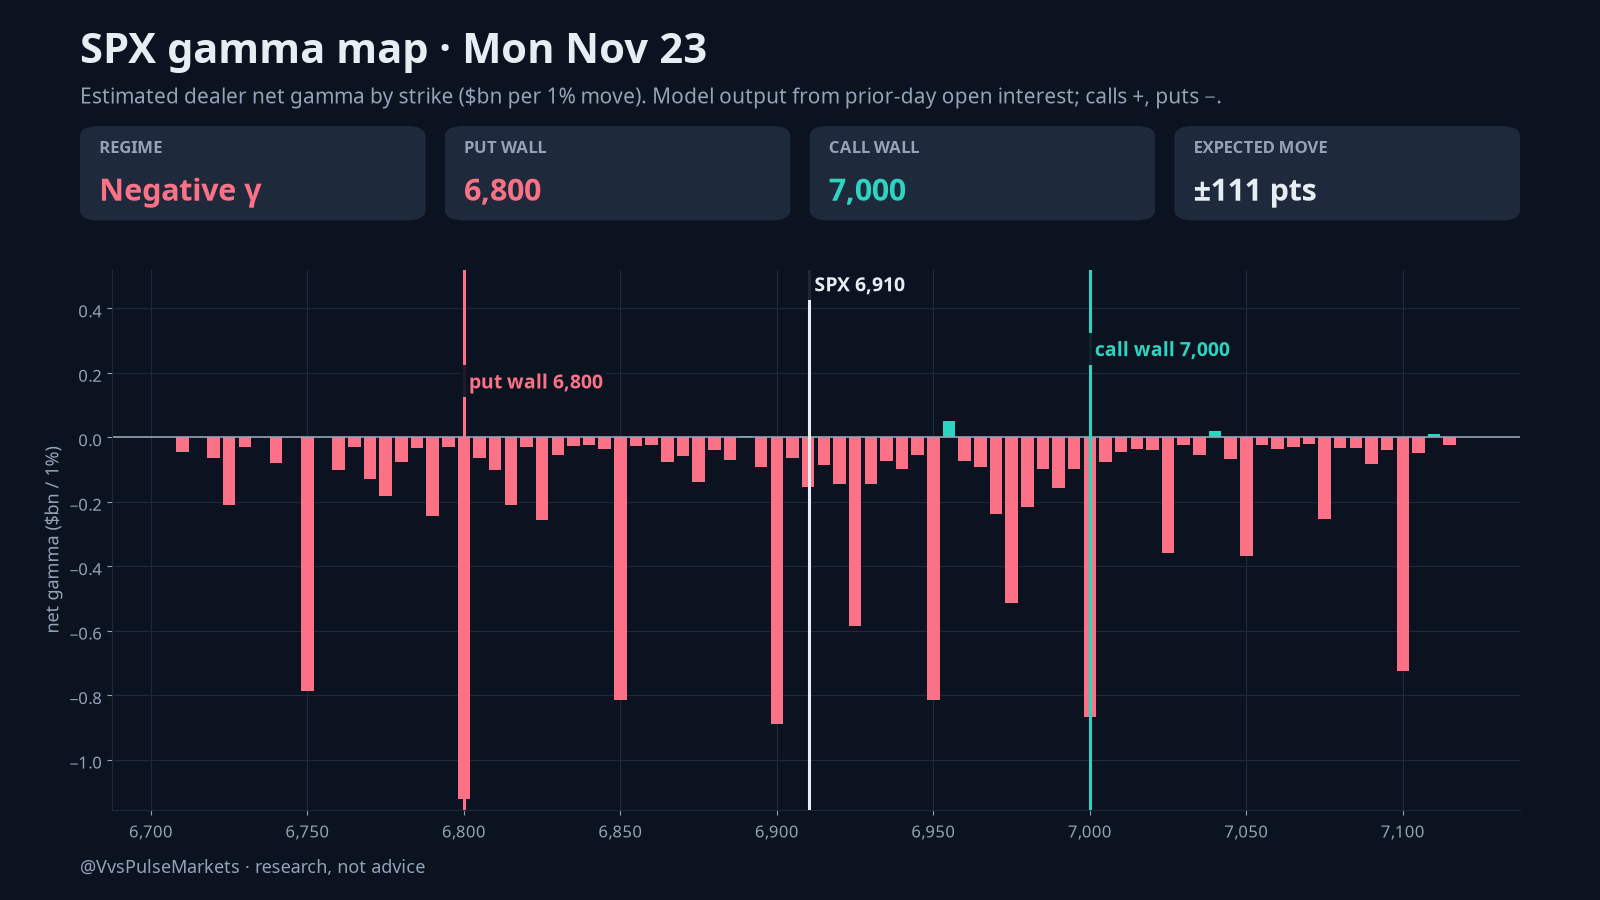 SPX gamma map · Mon Nov 23
Estimated dealer net gamma by strike ($bn per 1% move). Model output from prior-day open interest; calls +, puts −.
REGIME
Negative γ
PUT WALL
6,800
CALL WALL
7,000
EXPECTED MOVE
±111 pts
SPX 6,910
call wall 7,000
put wall 6,800
net gamma ($bn / 1%)
0.4
0.2
0.0
−0.2
−0.4
−0.6
−0.8
−1.0
6,700
6,750
6,800
6,850
6,900
6,950
7,000
7,050
7,100
@VvsPulseMarkets · research, not advice